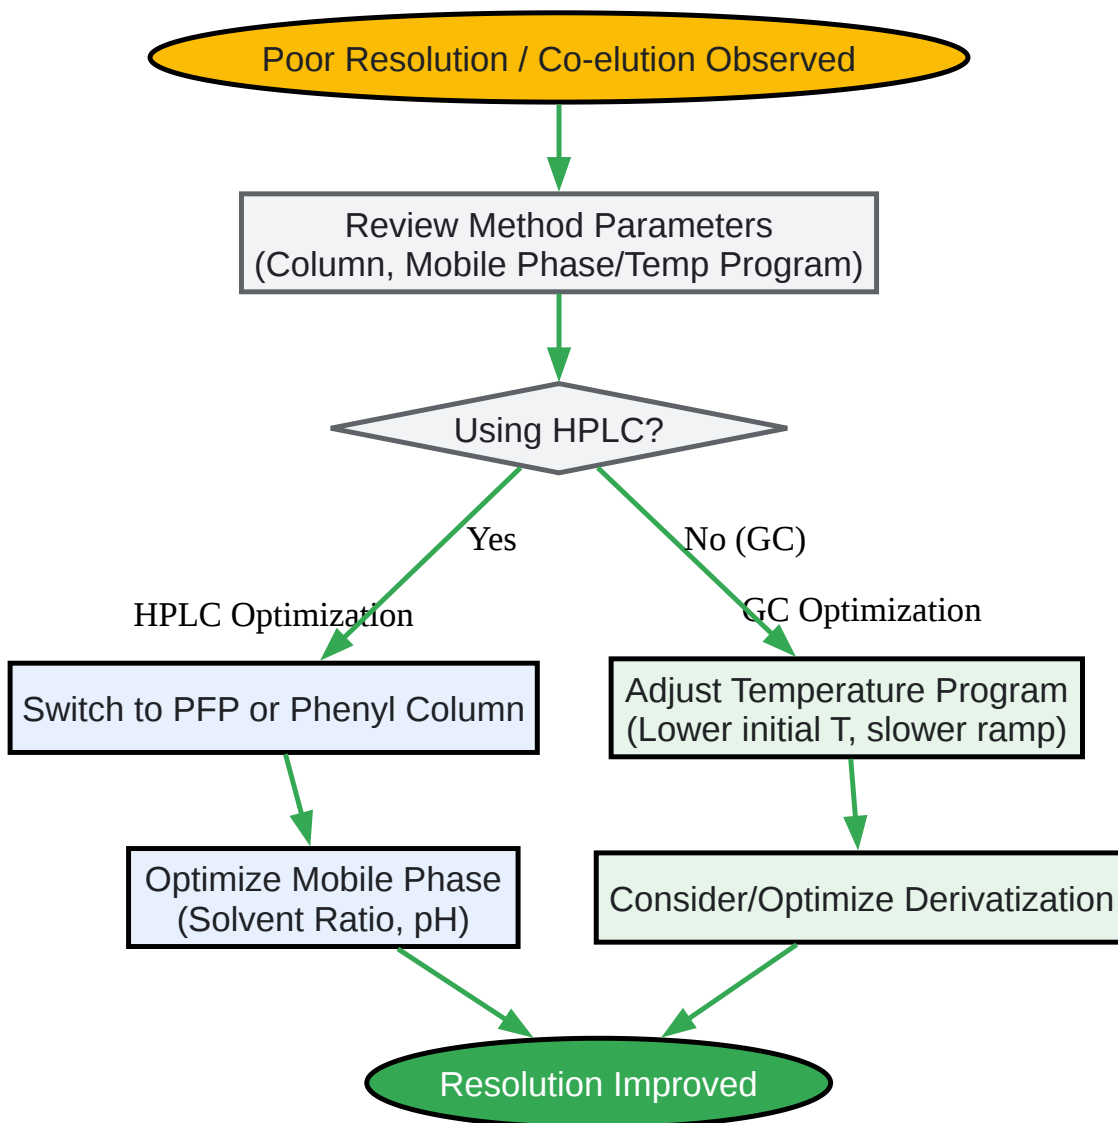 Poor Resolution / Co-elution Observed
Review Method Parameters
(Column, Mobile Phase/Temp Program)
Using HPLC?
Yes
No (GC)
HPLC Optimization
GC Optimization
Switch to PFP or Phenyl Column
Adjust Temperature Program
(Lower initial T, slower ramp)
Optimize Mobile Phase
(Solvent Ratio, pH)
Consider/Optimize Derivatization
Resolution Improved